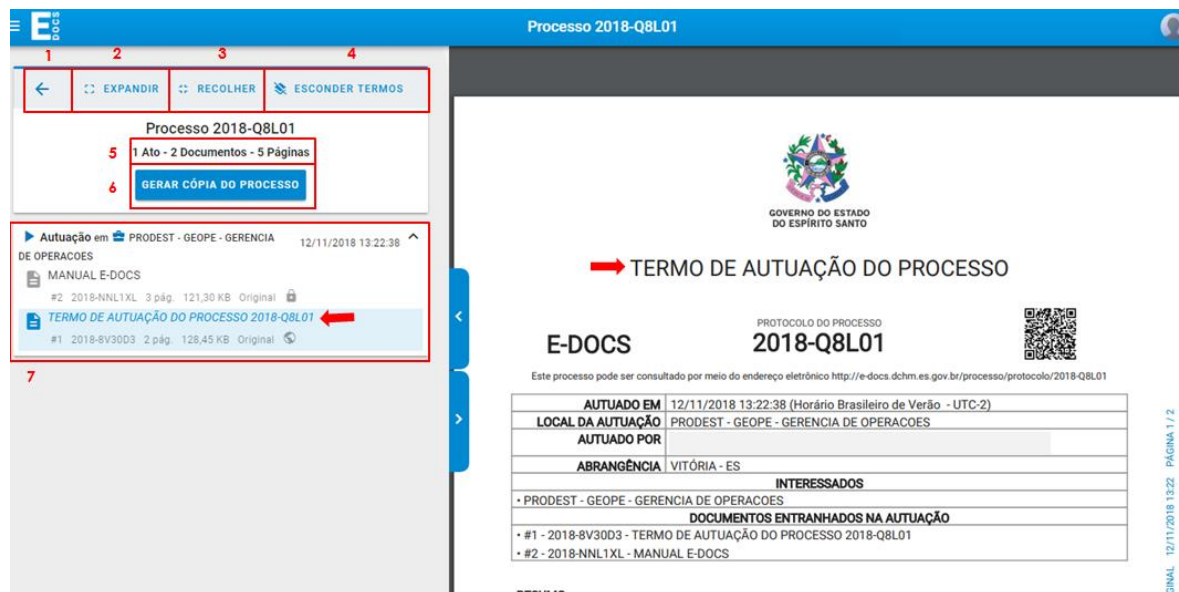 E DOCS
Processo 2018-Q8L01
1 2 3 4
EXPANDIR RECOLHER ESCONDER TERMOS
Processo 2018-Q8L01
5 1 Ato - 2 Documentos - 5 Páginas
6 GERAR CÓPIA DO PROCESSO
Autuação em PRODEST - GEOPE - GERENCIA 12/11/2018 13:22:38
DE OPERACOES
MANUAL E-DOCS
#2 2018-NNL1XL 3 pág. 121,30 KB Original
TERMO DE AUTUAÇÃO DO PROCESSO 2018-Q8L01
#1 2018-8V30D3 2 pág. 128,45 KB Original
7
GOVERNO DO ESTADO
DO ESPÍRITO SANTO
TERMO DE AUTUAÇÃO DO PROCESSO
PROTOCOLO DO PROCESSO
E-DOCS 2018-Q8L01
Este processo pode ser consultado por meio do endereço eletrônico http://e-docs.dchm.es.gov.br/processo/protocolo/2018-Q8L01
AUTUADO EM 12/11/2018 13:22:38 (Horário Brasileiro de Verão - UTC-2)
LOCAL DA AUTUAÇÃO PRODEST - GEOPE - GERENCIA DE OPERACOES
AUTUADO POR
ABRANGÊNCIA VITÓRIA - ES
INTERESSADOS
• PRODEST - GEOPE - GERENCIA DE OPERACOES
DOCUMENTOS ENTRANHADOS NA AUTUAÇÃO
• #1 - 2018-8V30D3 - TERMO DE AUTUAÇÃO DO PROCESSO 2018-Q8L01
• #2 - 2018-NNL1XL - MANUAL E-DOCS
12/11/2018 13:22 PÁGINA 1 / 2